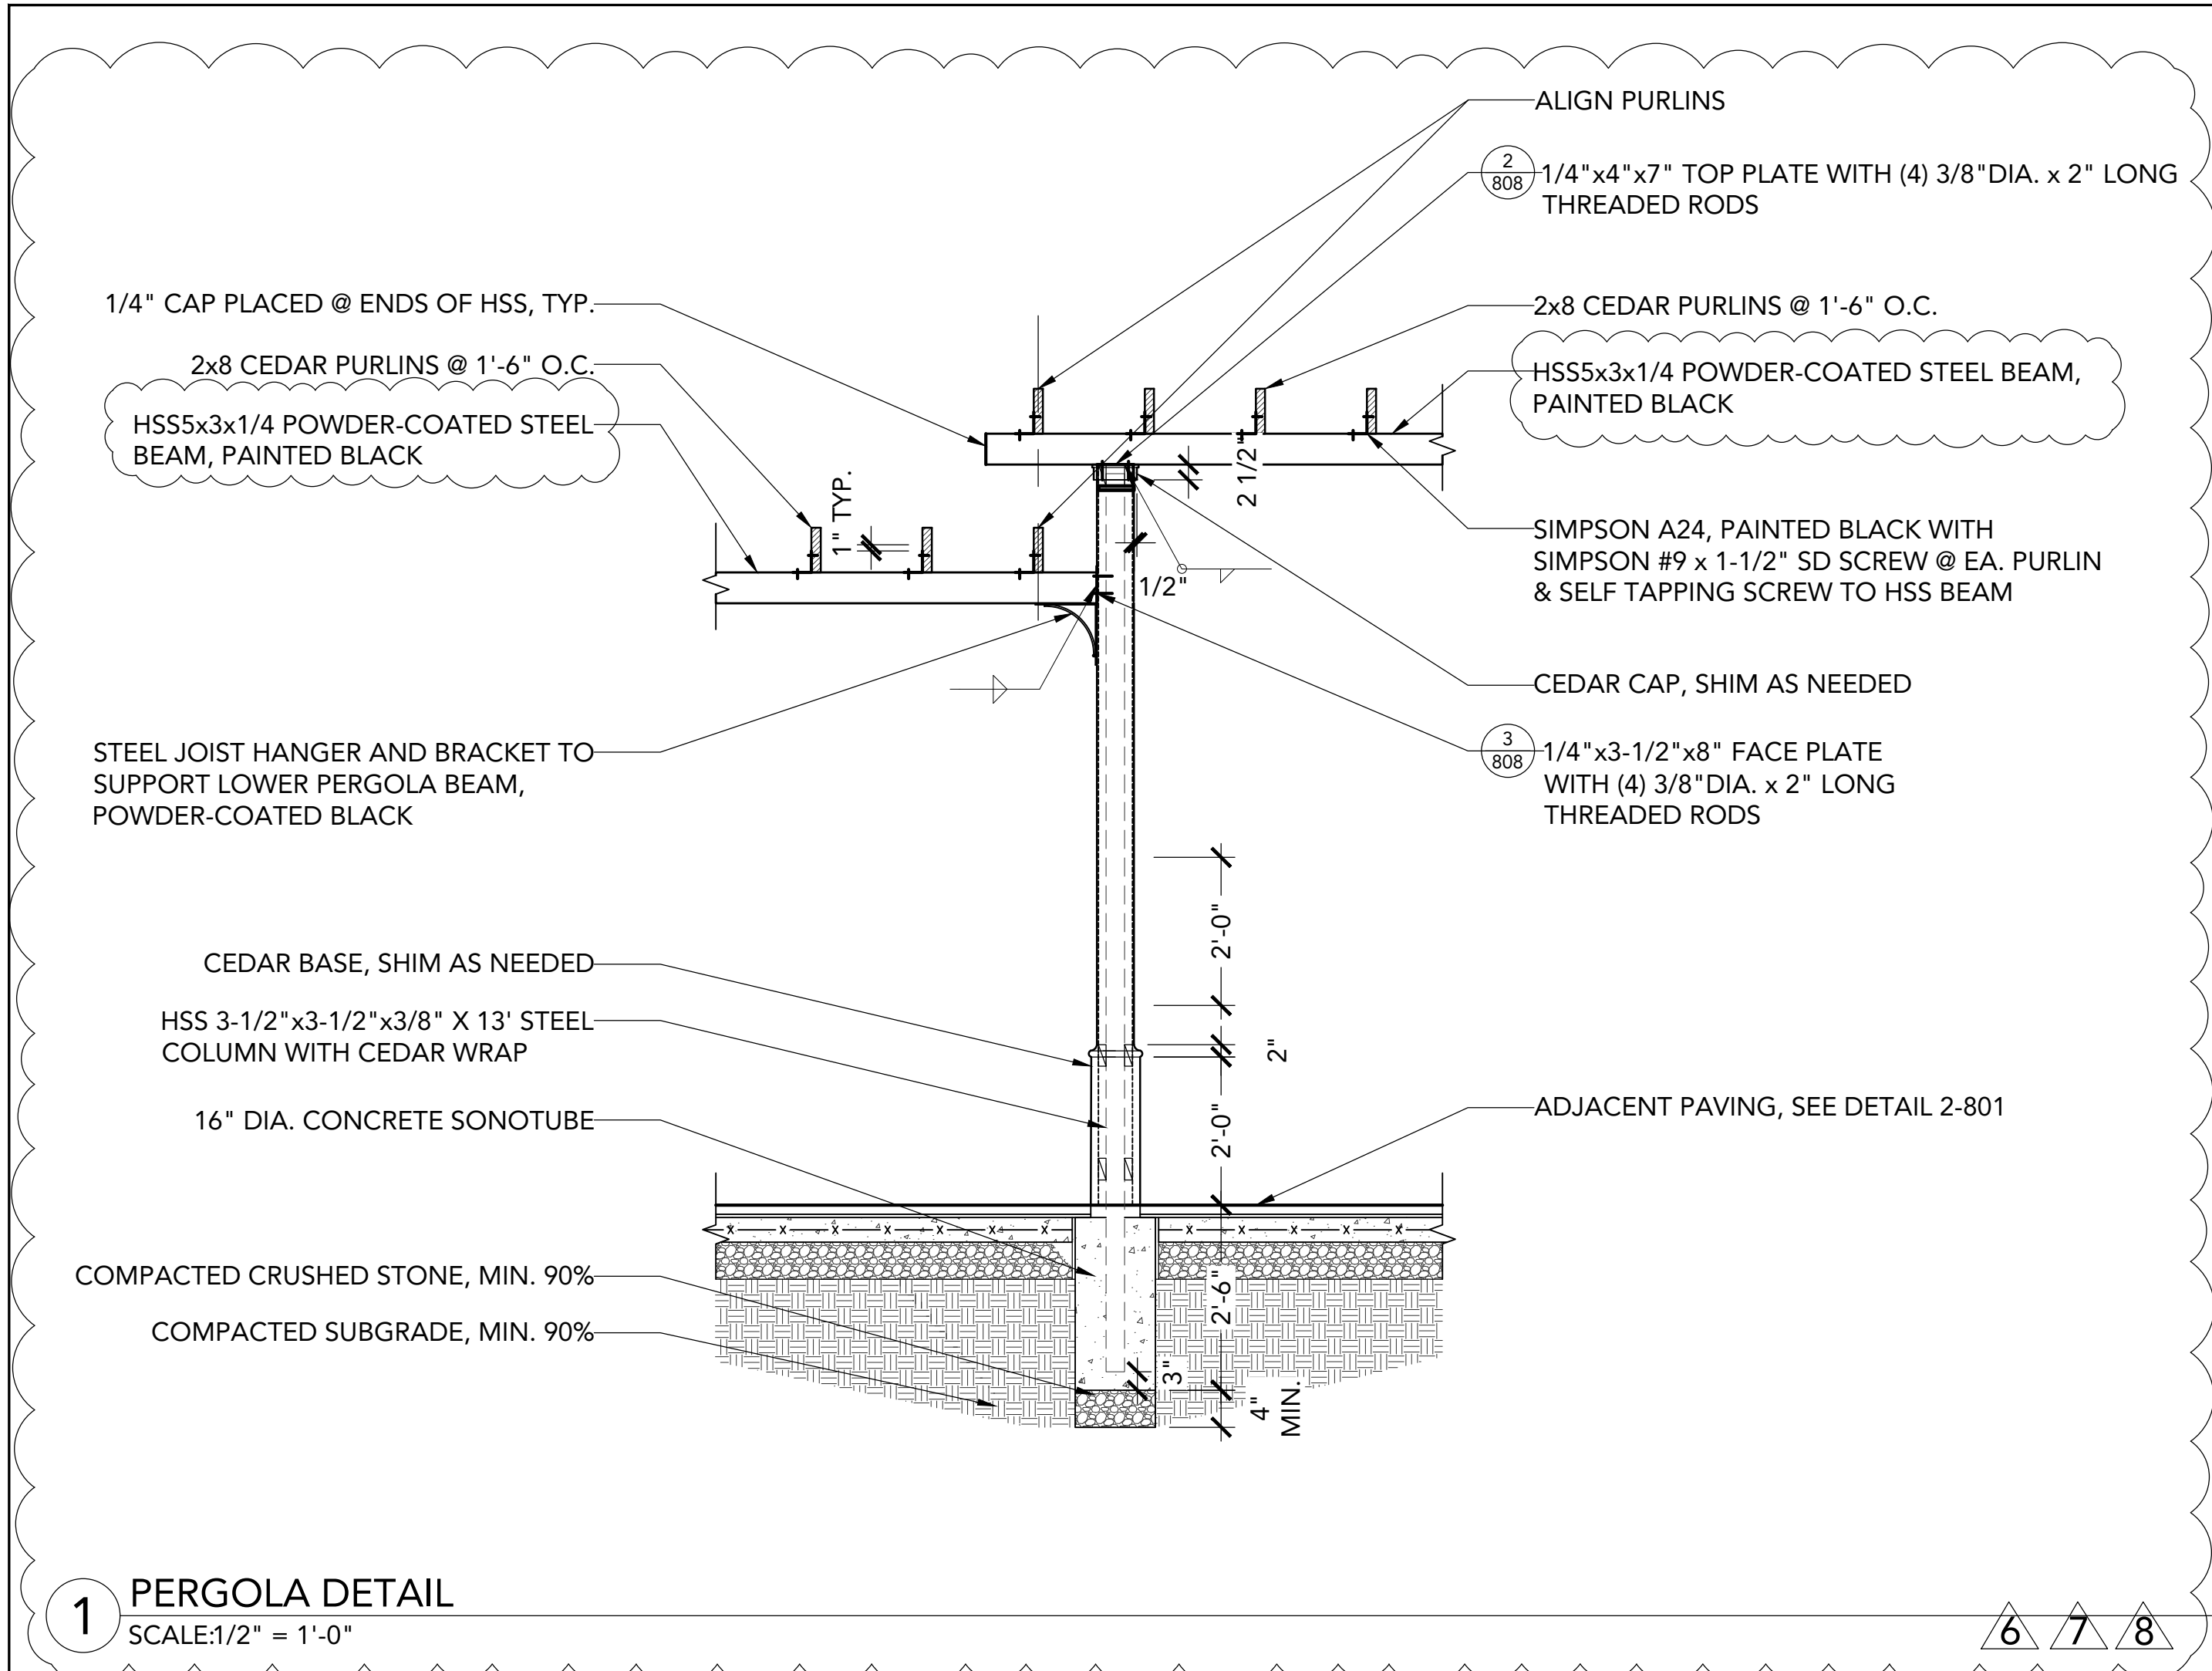 ALIGN PURLINS
2
808
1/4"x4"x7" TOP PLATE WITH (4) 3/8"DIA. x 2" LONG
THREADED RODS
1/4" CAP PLACED @ ENDS OF HSS, TYP.
2x8 CEDAR PURLINS @ 1'-6" O.C.
2x8 CEDAR PURLINS @ 1'-6" O.C.
HSS5x3x1/4 POWDER-COATED STEEL BEAM,
PAINTED BLACK
HSS5x3x1/4 POWDER-COATED STEEL
BEAM, PAINTED BLACK
2 1/2"
1" TYP.
1/2"
SIMPSON A24, PAINTED BLACK WITH
SIMPSON #9 x 1-1/2" SD SCREW @ EA. PURLIN
& SELF TAPPING SCREW TO HSS BEAM
CEDAR CAP, SHIM AS NEEDED
STEEL JOIST HANGER AND BRACKET TO
SUPPORT LOWER PERGOLA BEAM,
POWDER-COATED BLACK
3
808
1/4"x3-1/2"x8" FACE PLATE
WITH (4) 3/8"DIA. x 2" LONG
THREADED RODS
2'-0"
CEDAR BASE, SHIM AS NEEDED
HSS 3-1/2"x3-1/2"x3/8" X 13' STEEL
COLUMN WITH CEDAR WRAP
2"
16" DIA. CONCRETE SONOTUBE
2'-0"
ADJACENT PAVING, SEE DETAIL 2-801
X X X X X X X X X X X X
COMPACTED CRUSHED STONE, MIN. 90%
2'-6"
COMPACTED SUBGRADE, MIN. 90%
3"
4"
MIN.
1
PERGOLA DETAIL
SCALE:1/2" = 1'-0"
6 7 8